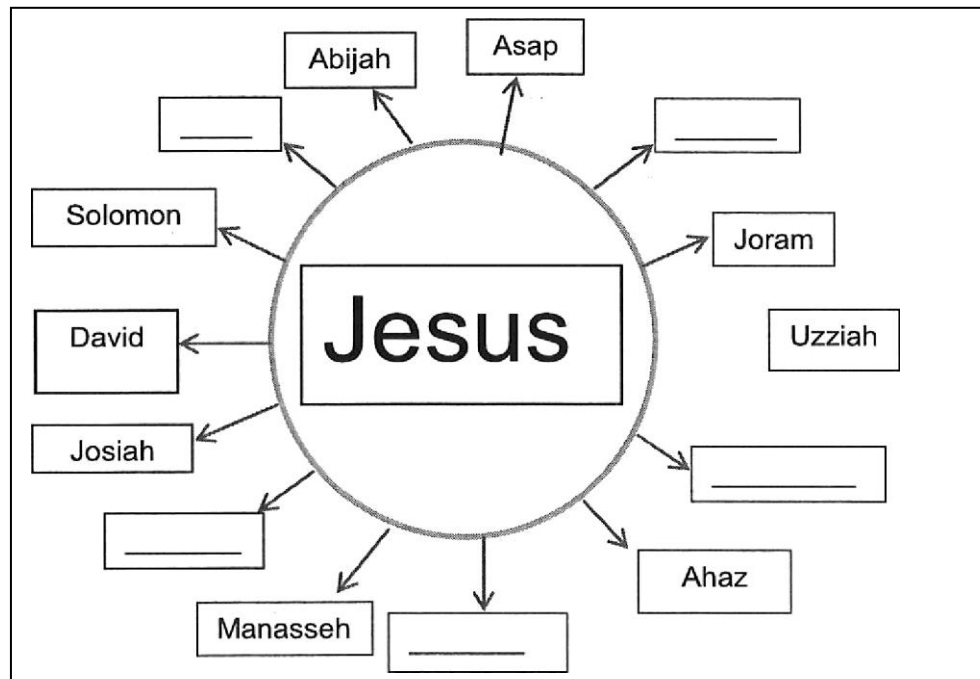 Abijah
Asap
Solomon
Joram
David
Jesus
Uzziah
Josiah
Ahaz
Manasseh